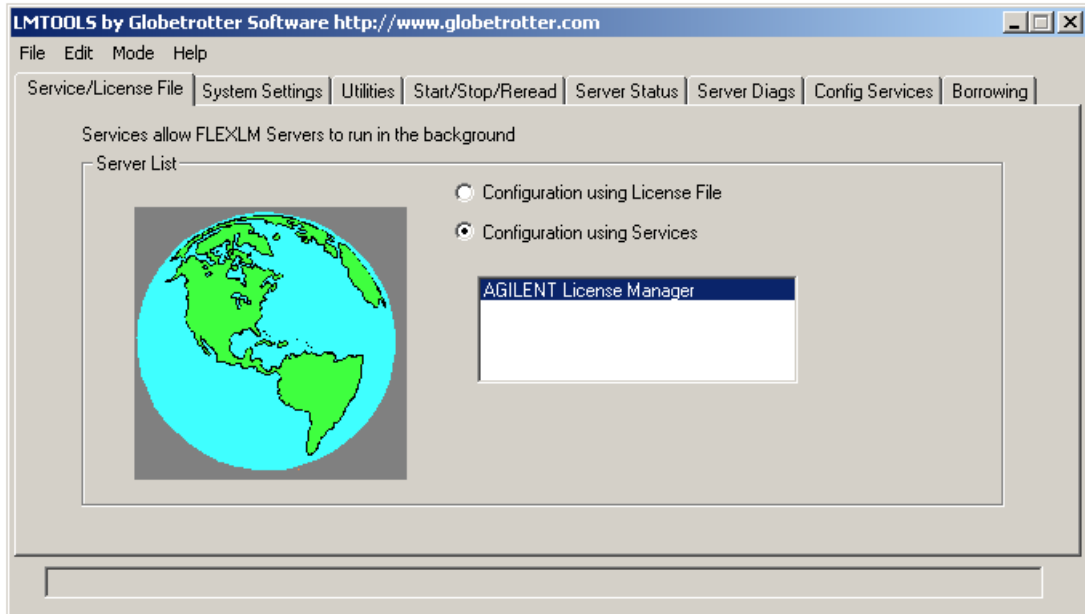 LMTOOLS by Globetrotter Software http://www.globetrotter.com
File Edit Mode Help
Service/License File System Settings Utilities Start/Stop/Reread Server Status Server Diags Config Services Borrowing
Services allow FLEXLM Servers to run in the background
Server List
Configuration using License File
Configuration using Services
AGILENT License Manager